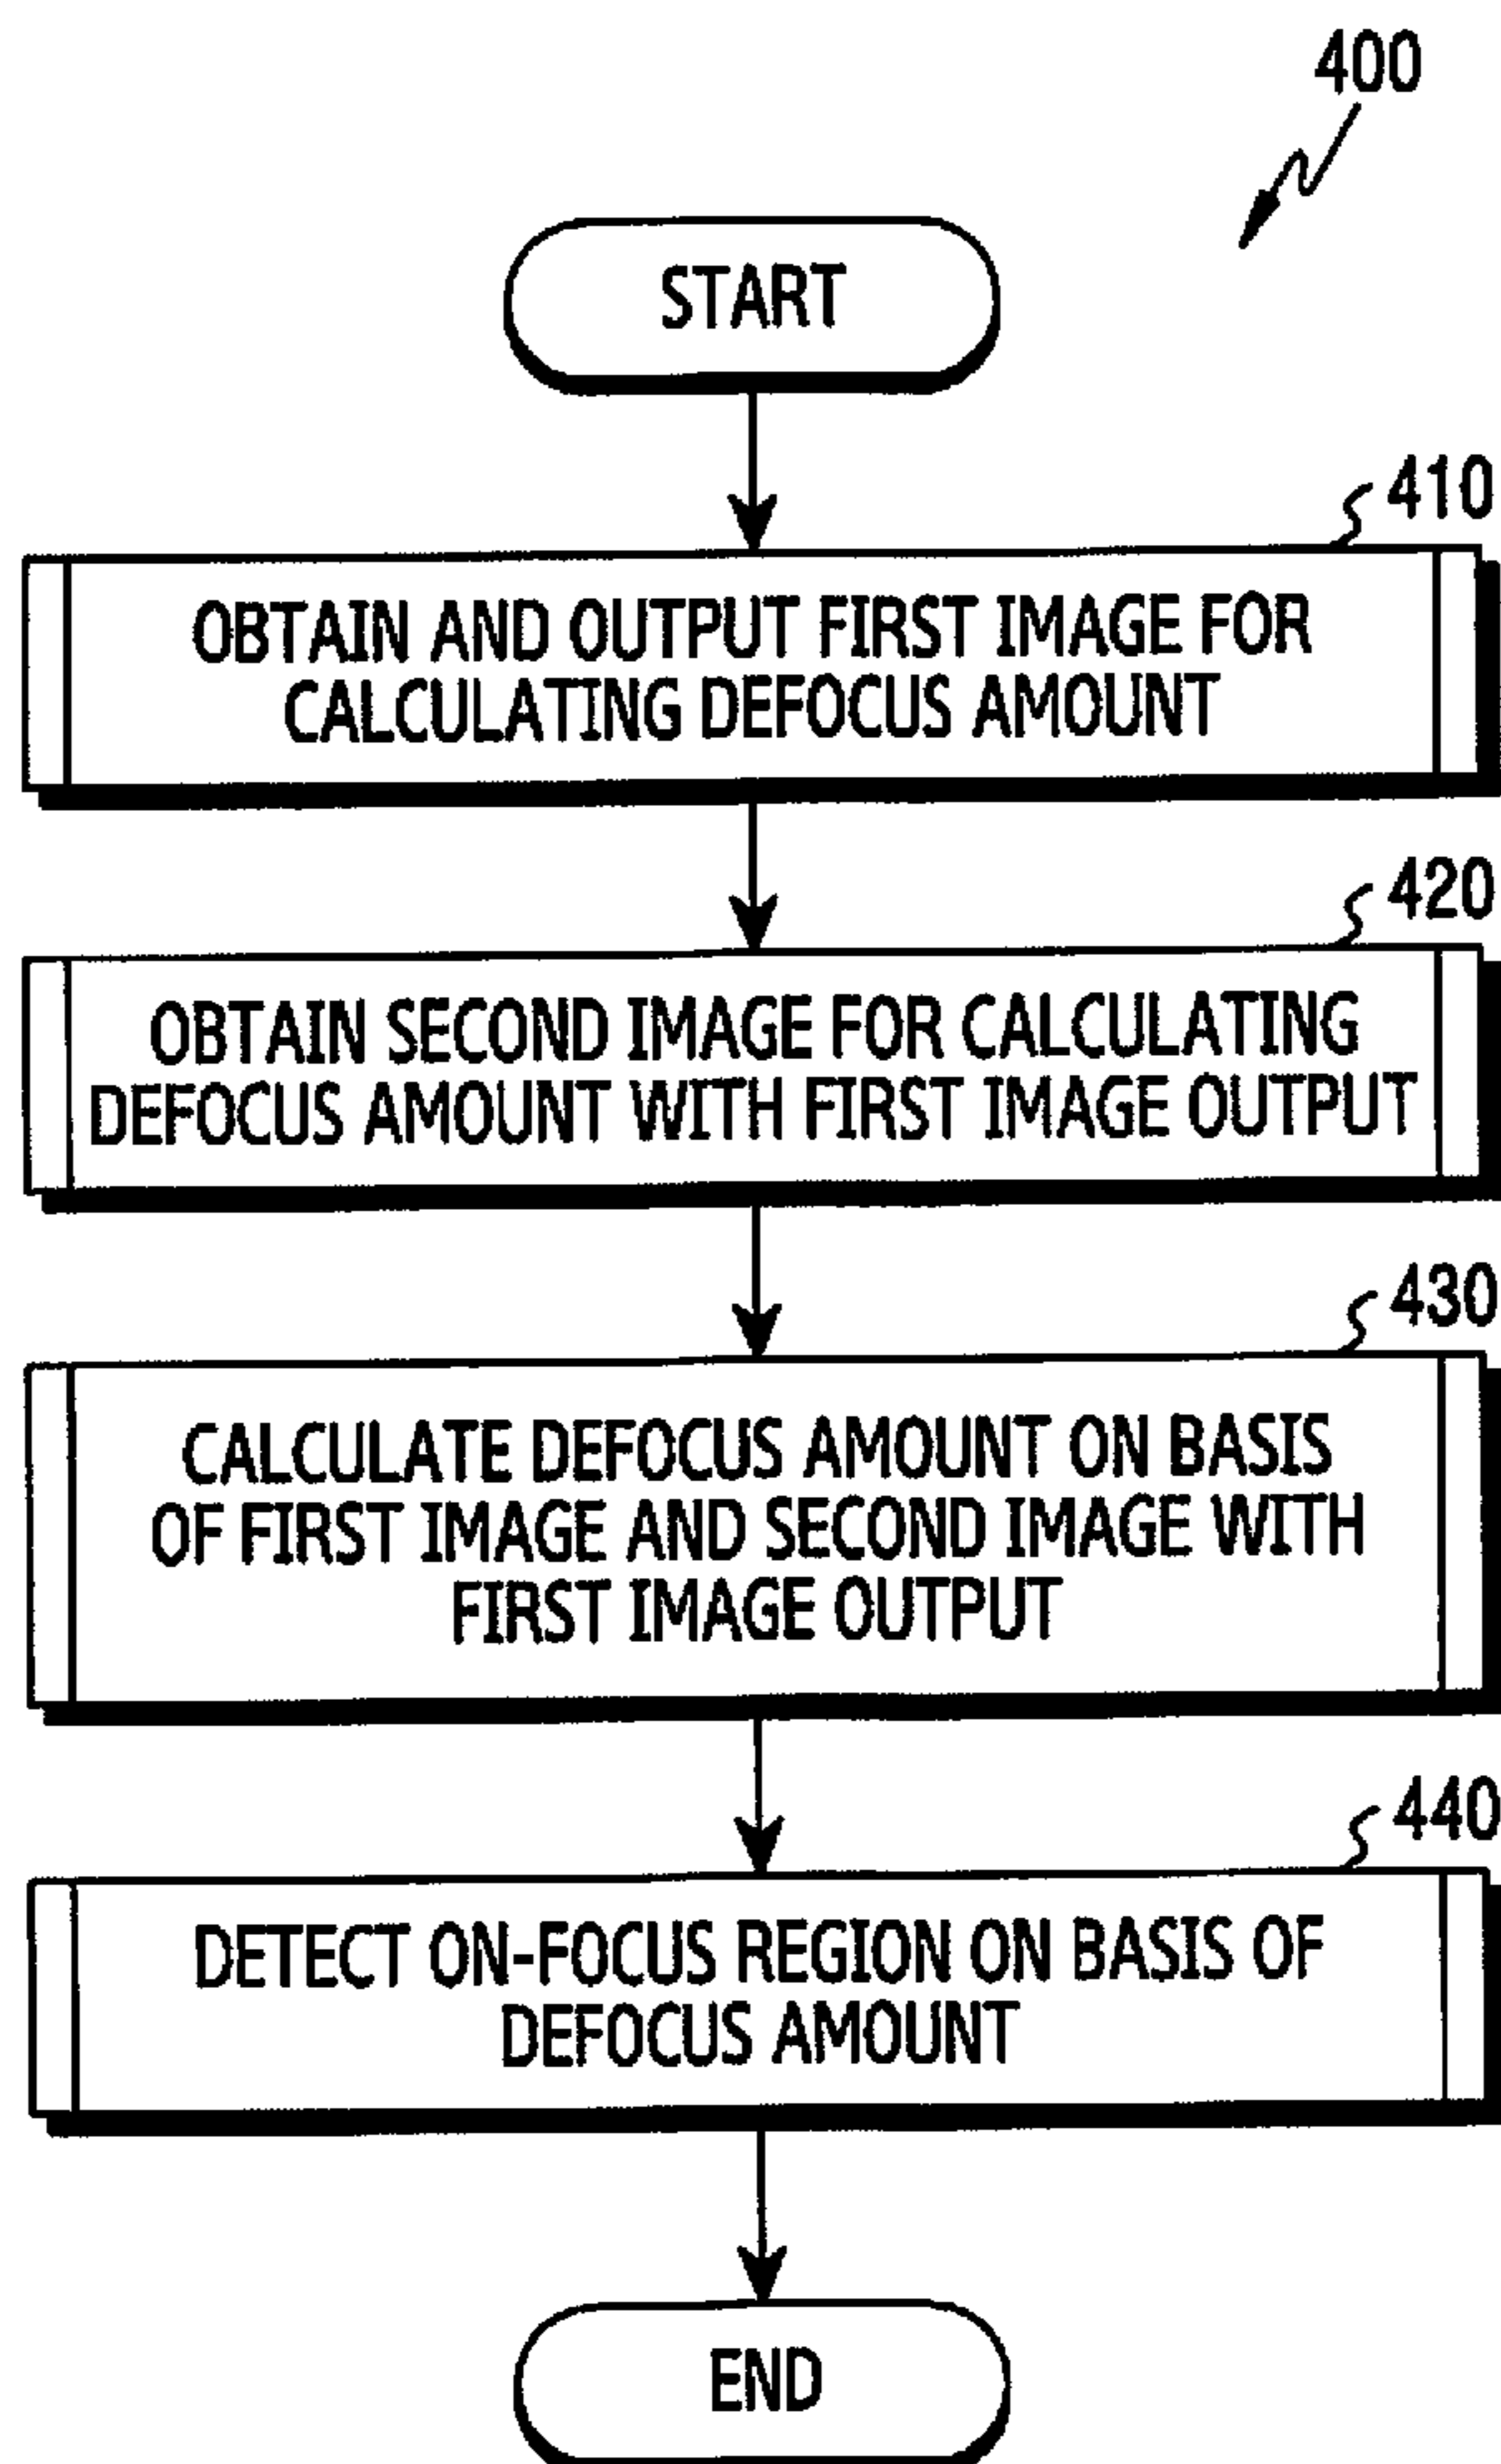 400
START
410
OBTAIN AND OUTPUT FIRST IMAGE FOR
CALCULATING DEFOCUS AMOUNT
420
OBTAIN SECOND IMAGE FOR CALCULATING
DEFOCUS AMOUNT WITH FIRST IMAGE OUTPUT
430
CALCULATE DEFOCUS AMOUNT ON BASIS
OF FIRST IMAGE AND SECOND IMAGE WITH
FIRST IMAGE OUTPUT
440
DETECT ON-FOCUS REGION ON BASIS OF
DEFOCUS AMOUNT
END